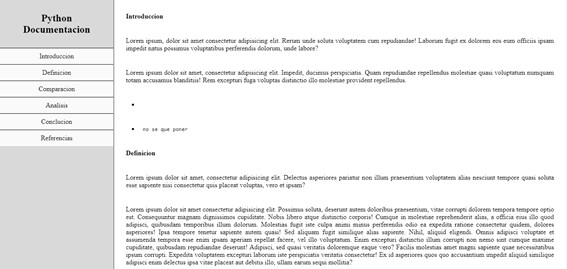 Python
Documentacion
Introduccion
Definicion
Comparacion
Analisis
Conclucion
Referencias
Introduccion
Lorem ipsum, dolor sit amet consectetur adipisicing elit. Rerum unde soluta voluptatem cum repudiandae! Laborum fugit ex dolorem eos eum officiis ipsam
impedit natus possimus voluptatibus perferendis dolorum, unde labore?
Lorem ipsum dolor sit amet, consectetur adipisicing elit. Impedit, ducimus perspiciatis. Quam repudiandae repellendus molestiae quasi voluptatum numquam
totam accusamus blanditiis! Rem excepturi fuga voluptas distinctio illo molestiae provident repellendus.
no se que poner
Definicion
Lorem ipsum dolor sit amet, consectetur adipisicing elit. Delectus asperiores pariatur non illum praesentium voluptatem alias nesciunt tempore quasi soluta
esse sapiente nisi consectetur quis placeat voluptas, vero et ipsam?
Lorem ipsum dolor sit amet consectetur adipisicing elit. Possimus soluta, deserunt autem doloribus praesentium, vitae corrupti dolorem tempora tempore optio
est. Consequuntur magnam dignissimos cupiditate. Nobis libero atque distinctio corporis! Cumque in molestiae reprehenderit alias, a officia eius illo quod
adipisci, quibusdam temporibus illum dolorum. Molestias fugit iste culpa animi minus perferendis odio ea expedita ratione consectetur quidem, dolores
asperiores! Ipsa tempore tenetur sapiente autem quasi! Sed aliquam fugit similique alias sapiente. Nihil, aliquid eligendi. Omnis adipisci voluptate et
assumenda tempora esse enim ipsam aperiam repellat facere, vel illo voluptatum. Enim excepturi distinctio illum corrupti non nemo iust cumque maxime
cupiditate, quibusdam repudiandae deserunt! Adipisci, sed quasi veritatis doloremque eaque vero? Facilis molestias amet magni sapiente quae necessitatibus
ipsum corrupti. Expedita voluptatem excepturi laboriosam iste perspiciatis veritatis consectetur! Ex id asperiores quo quo accusantium impedit aliquid similique
adipisci enim delectus ipsa vitae placeat aut debitis illo, ullam earum sequi mollitia?